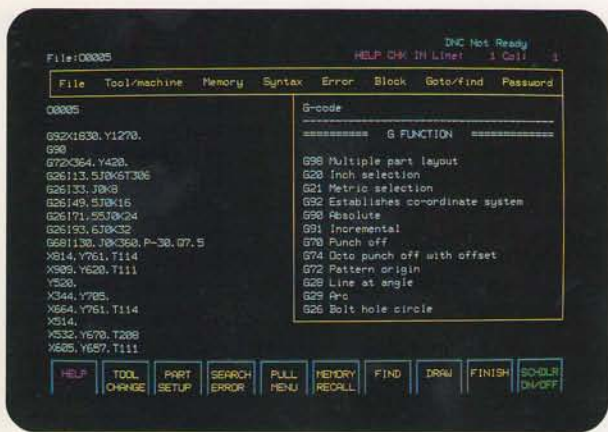 DNC Not Ready
File:O0005 HELP CHK IN Line: 1 Col: 1
File Tool/machine Memory Syntax Error Block Goto/find Password
O0005
G92X1830.Y1270.
G90
G72X364.Y420.
G26I13.5J0K6T306
G26I33.J0K8
G26I49.5J0K16
G26I71.55J0K24
G26I93.6J0K32
G68I130.J0K360.P-30.Q7.5
X814.Y761.T114
X909.Y620.T111
Y520.
X344.Y705.
X664.Y761.T114
X514.
X532.Y670.T208
X605.Y657.T111
G-code
========== G FUNCTION ==========
G98 Multiple part layout
G20 Inch selection
G21 Metric selection
G92 Establishes co-ordinate system
G90 Absolute
G91 Incremental
G70 Punch off
G74 Octo punch off with offset
G72 Pattern origin
G28 Line at angle
G29 Arc
G26 Bolt hole circle
HELP
TOOL CHANGE
PART SETUP
SEARCH ERROR
PULL MENU
MEMORY RECALL
FIND
DRAW
FINISH
SCHDLR ON/OFF